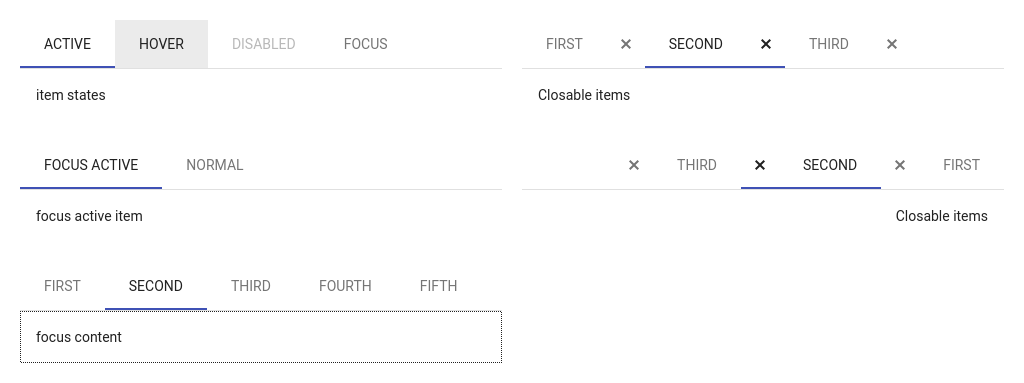 ACTIVE HOVER DISABLED FOCUS
item states
FIRST × SECOND × THIRD ×
Closable items
FOCUS ACTIVE NORMAL
focus active item
× THIRD × SECOND × FIRST
Closable items
FIRST SECOND THIRD FOURTH FIFTH
focus content